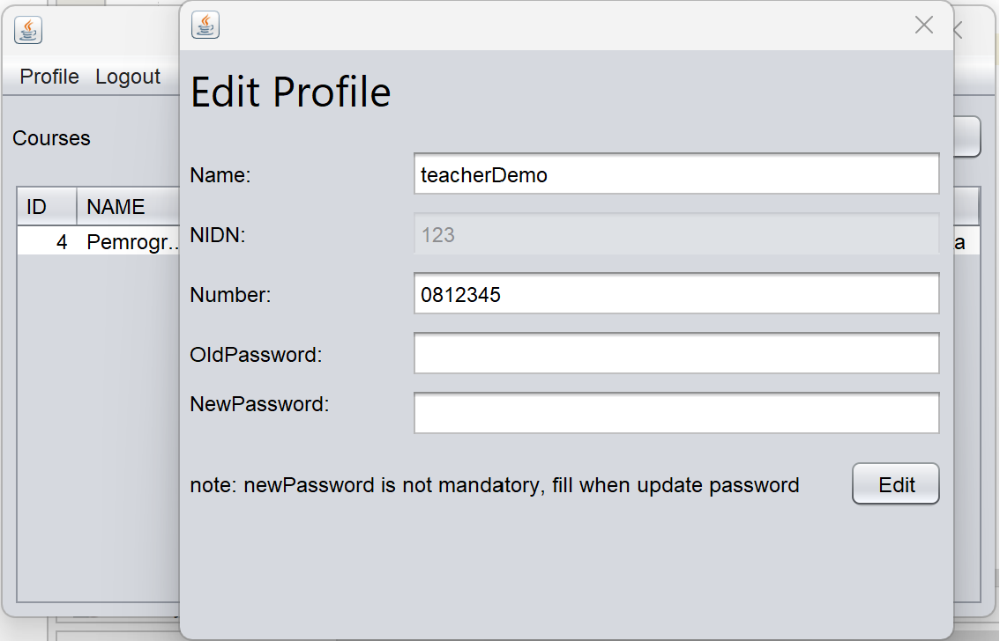 Profile Logout
Courses
ID NAME
4 Pemrogr... a
Edit Profile
Name: teacherDemo
NIDN: 123
Number: 0812345
OldPassword:
NewPassword:
note: newPassword is not mandatory, fill when update password
Edit